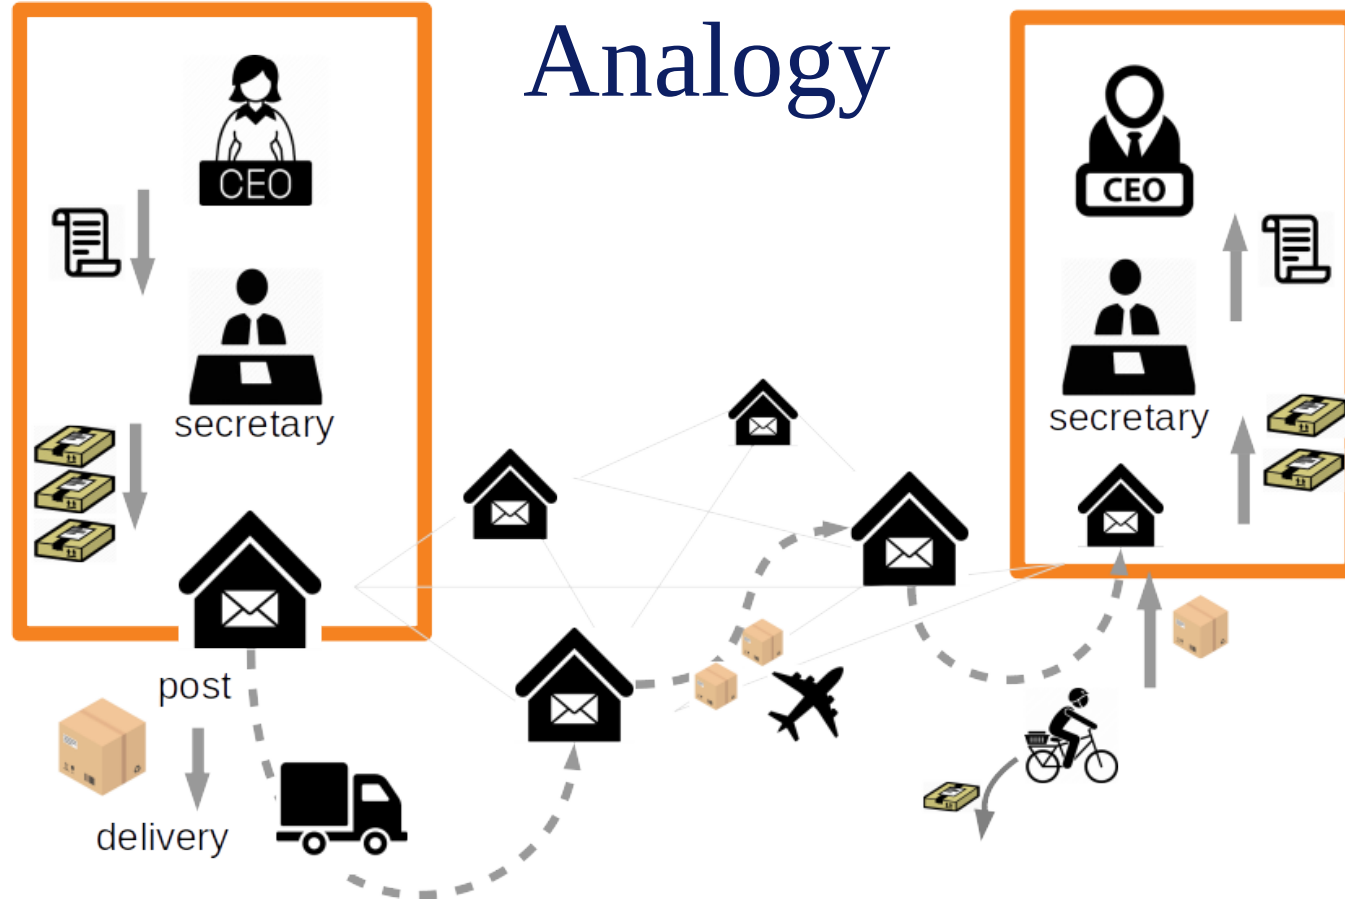 Analogy
CEO
secretary
post
delivery
CEO
secretary